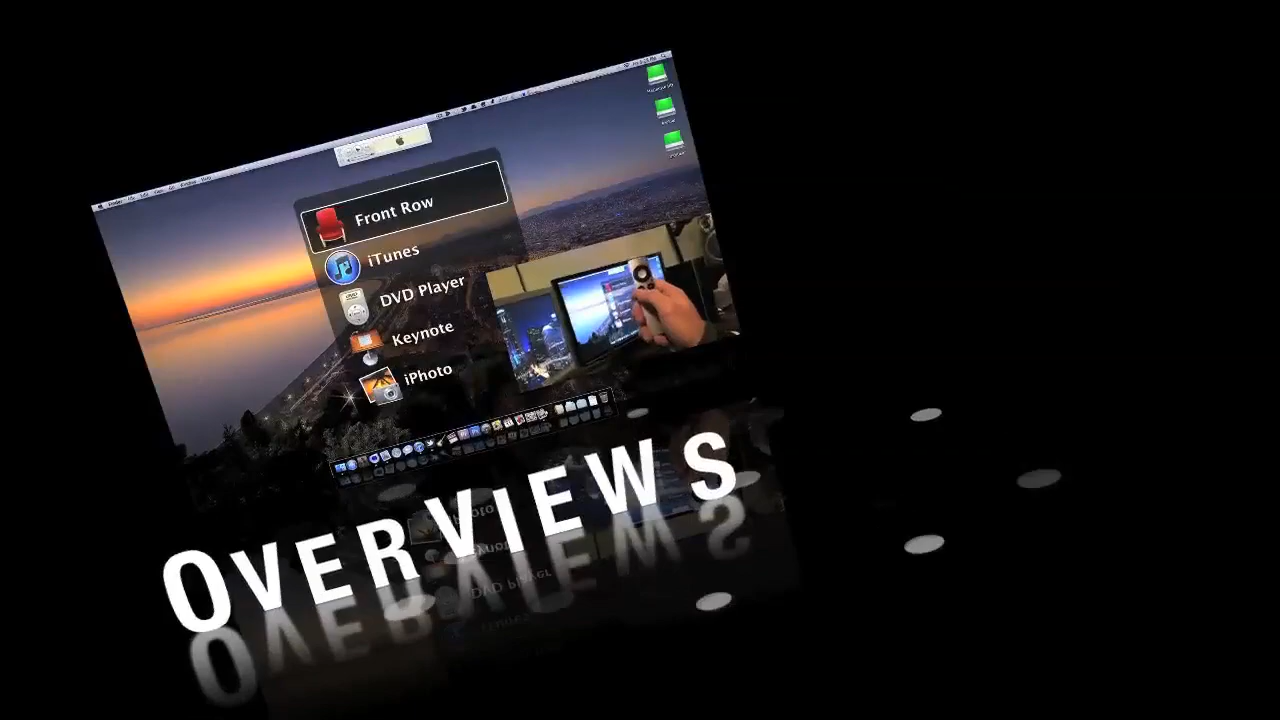 Front Row
iTunes
DVD Player
Keynote
iPhoto
OVERVIEWS